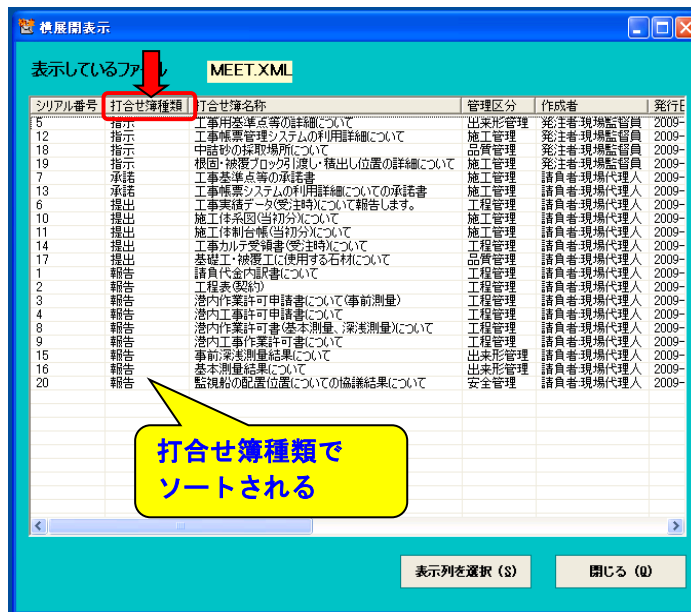 横展開表示
表示しているファイル MEET.XML
シリアル番号 打合せ簿種類 打合せ簿名称 管理区分 作成者 発行日
5 指示 工事用基準点等の詳細について 出来形管理 発注者:現場監督員 2009-
12 指示 工事帳票管理システムの利用詳細について 施工管理 発注者:現場監督員 2009-
18 指示 中詰砂の採取場所について 品質管理 発注者:現場監督員 2009-
19 指示 根固・被覆ブロック引渡し・積出し位置の詳細について 施工管理 発注者:現場監督員 2009-
7 承諾 工事基準点等の承諾書 施工管理 請負者:現場代理人 2009-
13 承諾 工事帳票システムの利用詳細についての承諾書 施工管理 請負者:現場代理人 2009-
6 提出 工事実績データ(受注時)について報告します。 工程管理 請負者:現場代理人 2009-
10 提出 施工体系図(当初分)について 施工管理 請負者:現場代理人 2009-
11 提出 施工体制台帳(当初分)について 施工管理 請負者:現場代理人 2009-
14 提出 工事カルテ受領書(受注時)について 工程管理 請負者:現場代理人 2009-
17 提出 基礎工・被覆工に使用する石材について 品質管理 請負者:現場代理人 2009-
1 報告 請負代金内訳書について 工程管理 請負者:現場代理人 2009-
2 報告 工程表(契約) 工程管理 請負者:現場代理人 2009-
3 報告 港内作業許可申請書について(事前測量) 工程管理 請負者:現場代理人 2009-
4 報告 港内工事許可申請書について 工程管理 請負者:現場代理人 2009-
8 報告 港内作業許可書(基本測量、深浅測量)について 工程管理 請負者:現場代理人 2009-
9 報告 港内工事作業許可書について 工程管理 請負者:現場代理人 2009-
15 報告 事前深浅測量結果について 出来形管理 請負者:現場代理人 2009-
16 報告 基本測量結果について 出来形管理 請負者:現場代理人 2009-
20 報告 監視船の配置位置についての協議結果について 安全管理 請負者:現場代理人 2009-
打合せ簿種類で
ソートされる
表示列を選択 (S) 閉じる (Q)